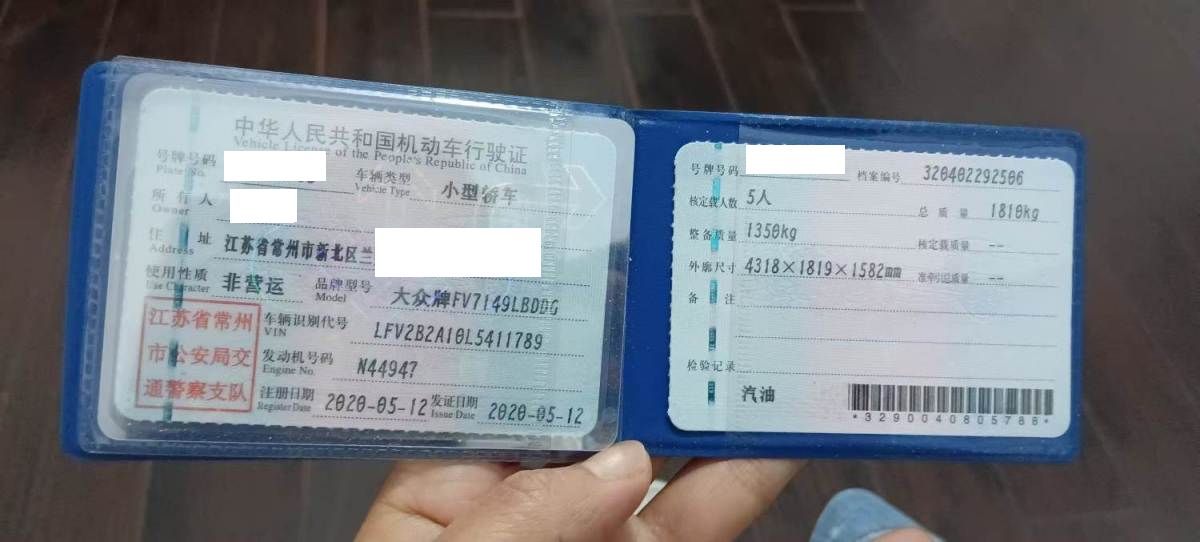 中华人民共和国机动车行驶证
Vehicle License of the People's Republic of China
号牌号码 车辆类型 小型轿车
Plate No. Vehicle Type
所有人
Owner
住址 江苏省常州市新北区兰
Address
使用性质 非营运 品牌型号 大众牌FV7149LBDDG
Use Character Model
江苏省常州
市公安局交
通警察支队
车辆识别代号 LFV2B2A10L5411789
VIN
发动机号码 N44947
Engine No.
注册日期 2020-05-12 发证日期 2020-05-12
Register Date Issue Date
号牌号码 档案编号 320402292506
核定载人数 5人 总质量 1810kg
整备质量 1350kg 核定载质量 --
外廓尺寸 4318×1819×1582mm 准牵引总质量 --
备注
检验记录
汽油
*3290040805788*